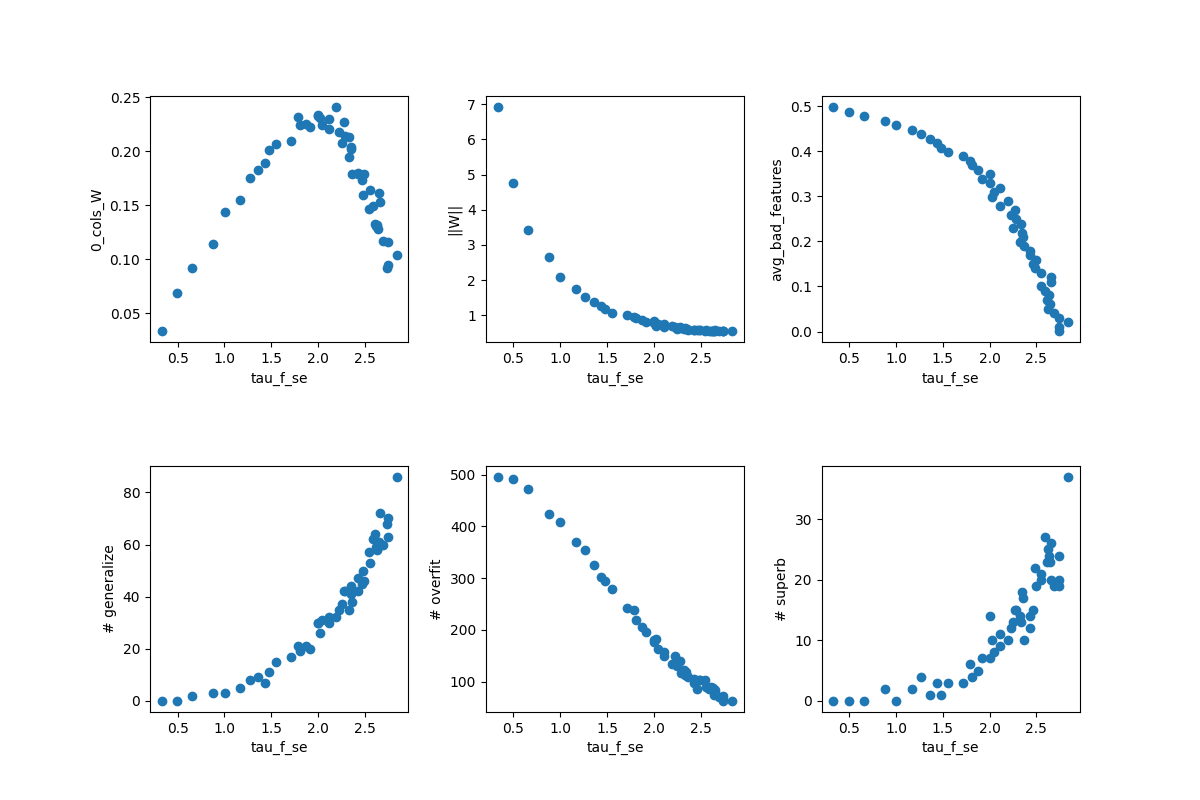 0.25
0.20
0.15
0.10
0.05
0_cols_W
0.5 1.0 1.5 2.0 2.5
tau_f_se
7
6
5
4
3
2
1
||W||
0.5 1.0 1.5 2.0 2.5
tau_f_se
0.5
0.4
0.3
0.2
0.1
0.0
avg_bad_features
0.5 1.0 1.5 2.0 2.5
tau_f_se
80
60
40
20
0
# generalize
0.5 1.0 1.5 2.0 2.5
tau_f_se
500
400
300
200
100
# overfit
0.5 1.0 1.5 2.0 2.5
tau_f_se
30
20
10
0
# superb
0.5 1.0 1.5 2.0 2.5
tau_f_se